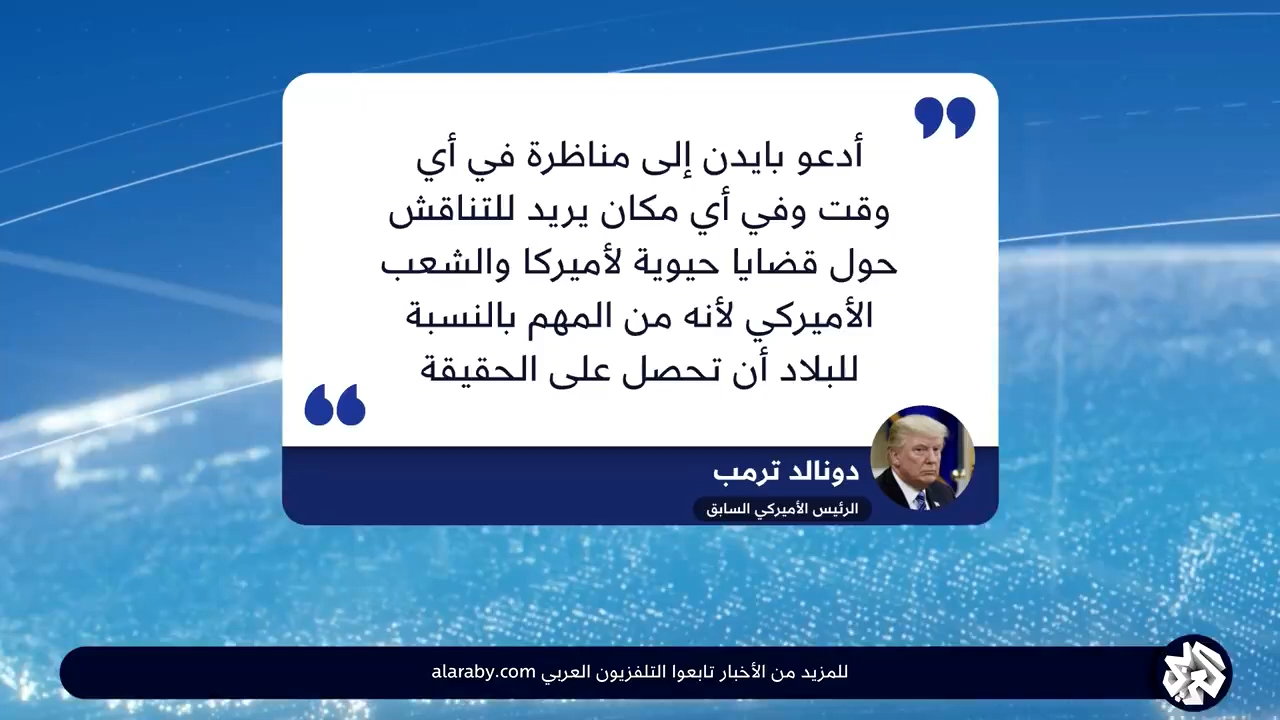 أدعو بايدن إلى مناظرة في أي
وقت وفي أي مكان يريد للتناقش
حول قضايا حيوية لأميركا والشعب
الأميركي لأنه من المهم بالنسبة
للبلاد أن تحصل على الحقيقة
دونالد ترمب
الرئيس الأميركي السابق
للمزيد من الأخبار تابعوا التلفزيون العربي alaraby.com